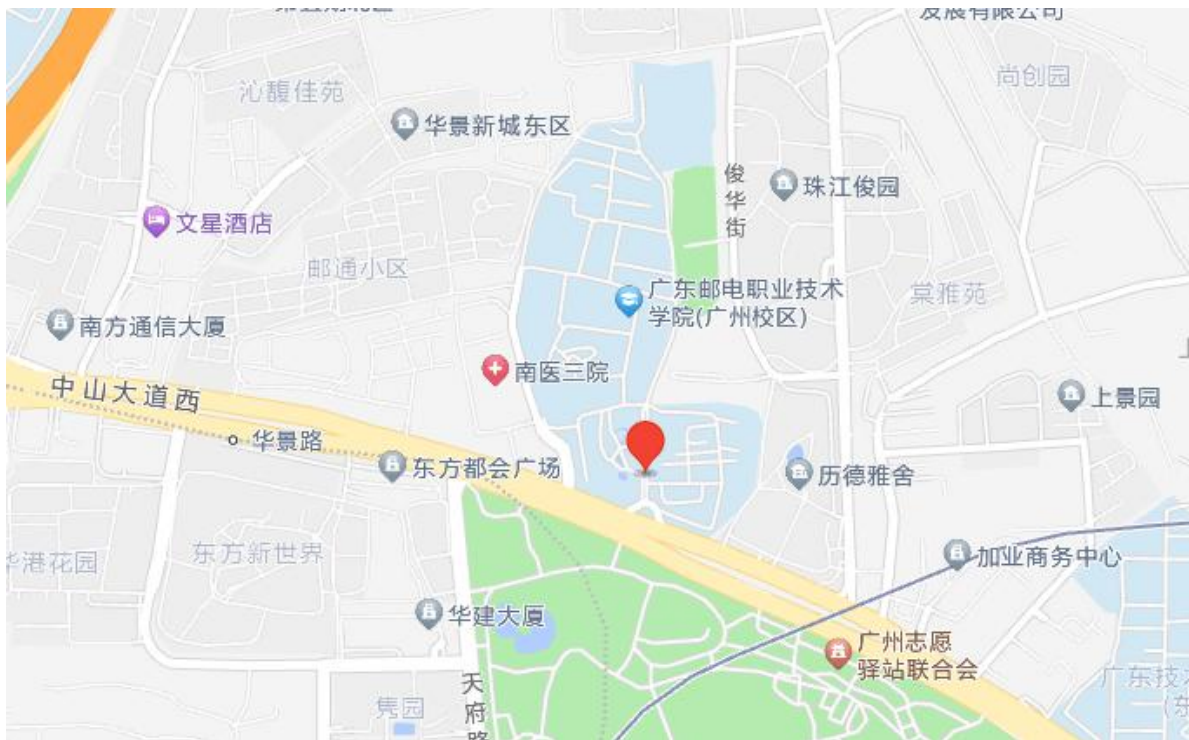 发展有限公司
沁馥佳苑
尚创园
华景新城东区
俊华街
珠江俊园
文星酒店
邮通小区
广东邮电职业技术
学院(广州校区)
棠雅苑
南方通信大厦
南医三院
中山大道西
上景园
华景路
东方都会广场
历德雅舍
东方新世界
华港花园
加业商务中心
华建大厦
广州志愿
驿站联合会
天府路
隽园
广东技